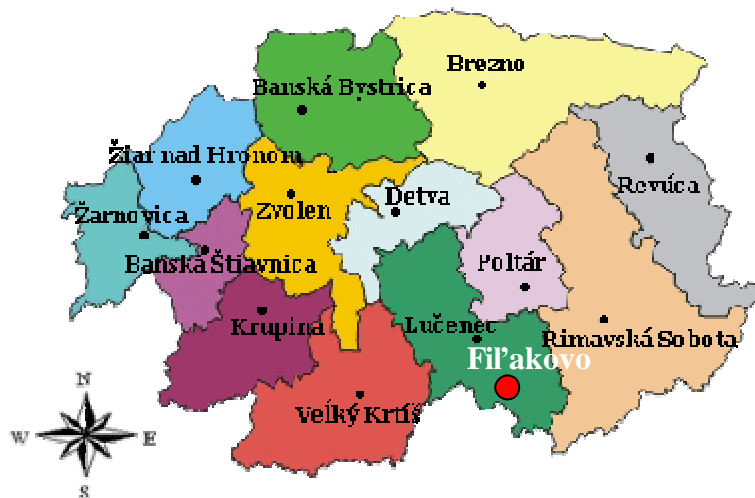 Brezno
Banská Bystrica
Žiar nad Hronom
Revúca
Detva
Zvolen
Žarnovica
Banská Štiavnica
Poltár
Krupina
Lučenec
Rimavská Sobota
Fiľakovo
Veľký Krtíš
N
W
E
S